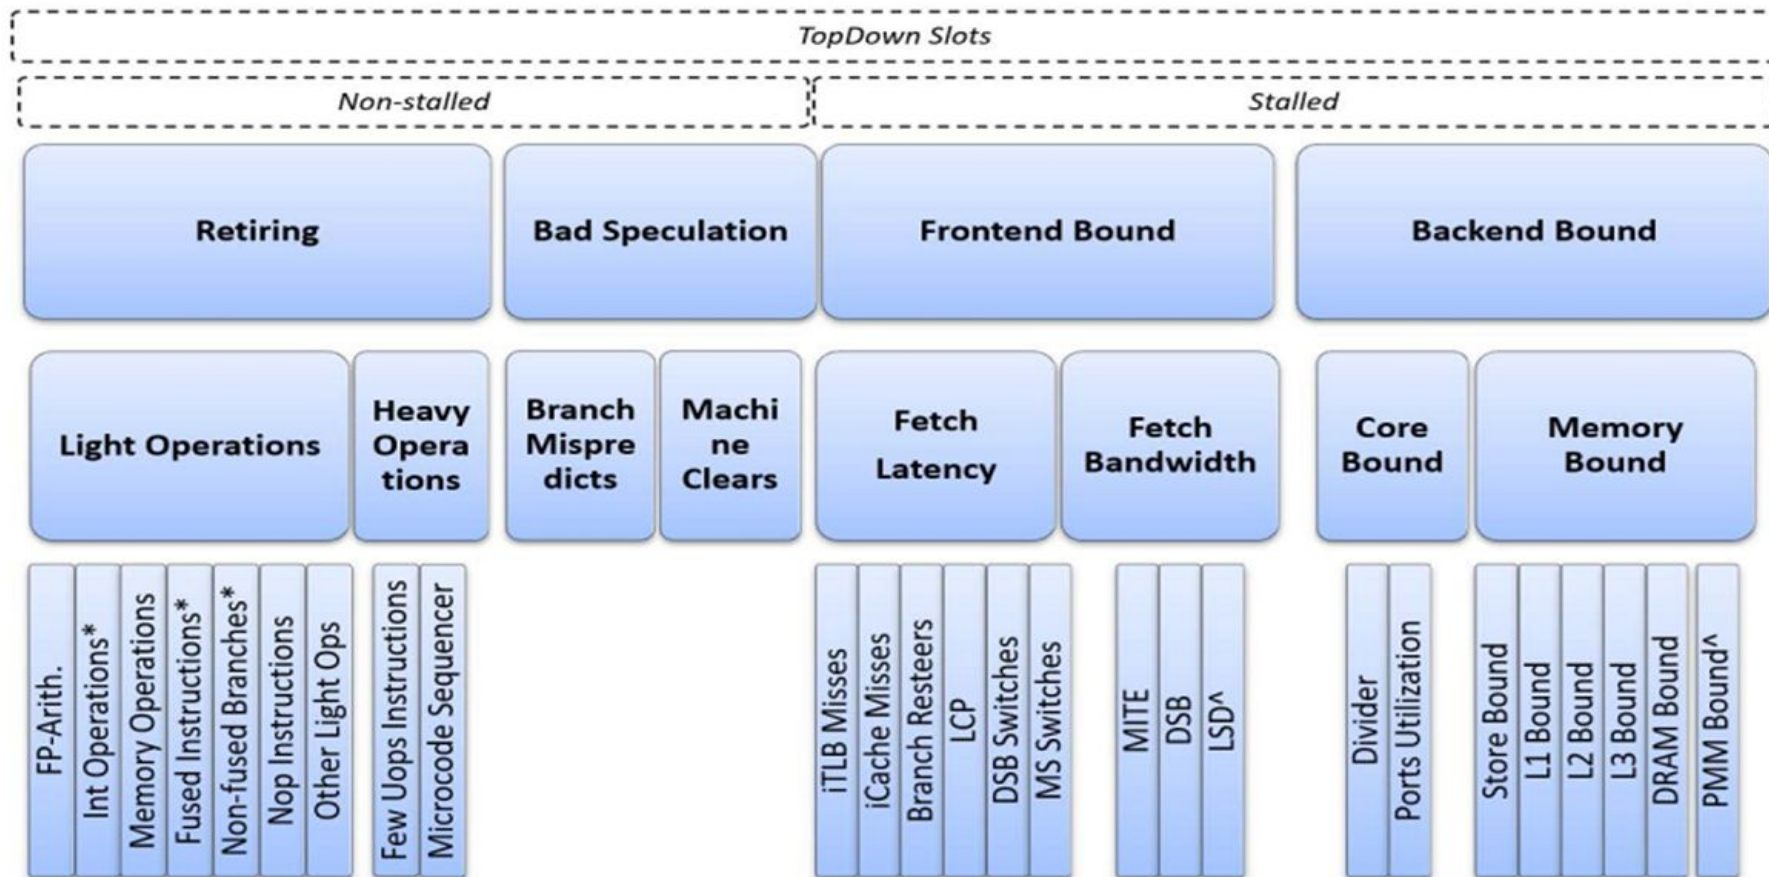 TopDown Slots
Non-stalled
Stalled
Retiring
Bad Speculation
Frontend Bound
Backend Bound
Light Operations
Heavy
Opera
tions
Branch
Mispre
dicts
Machi
ne
Clears
Fetch
Latency
Fetch
Bandwidth
Core
Bound
Memory
Bound
FP-Arith.
Int Operations*
Memory Operations
Fused Instructions*
Non-fused Branches*
Nop Instructions
Other Light Ops
Few Uops Instructions
Microcode Sequencer
iTLB Misses
iCache Misses
Branch Resteers
LCP
DSB Switches
MS Switches
MITE
DSB
LSD^
Divider
Ports Utilization
Store Bound
L1 Bound
L2 Bound
L3 Bound
DRAM Bound
PMM Bound^